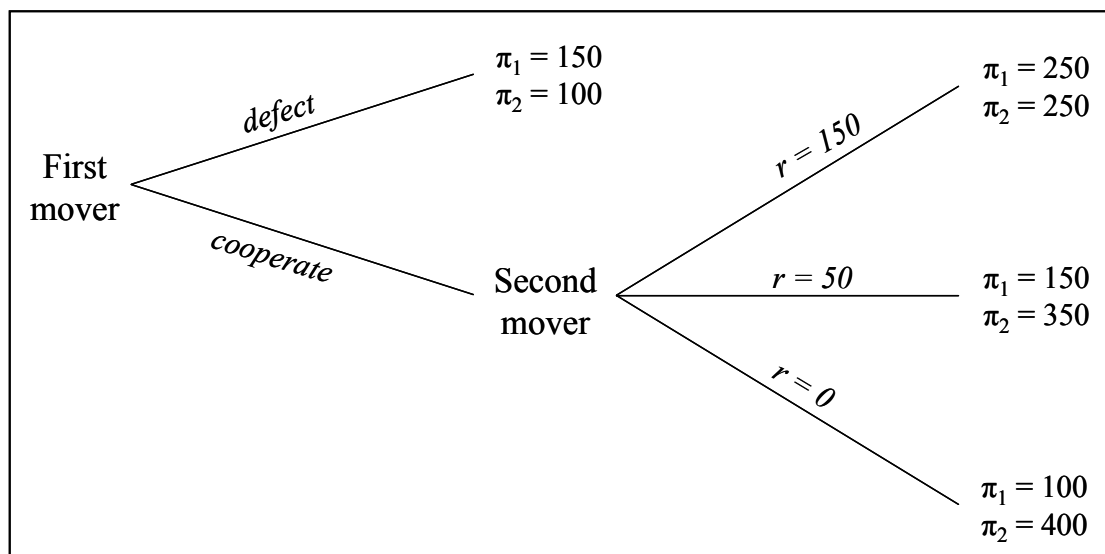 First
mover
defect
cooperate
π₁ = 150
π₂ = 100
Second
mover
r = 150
r = 50
r = 0
π₁ = 250
π₂ = 250
π₁ = 150
π₂ = 350
π₁ = 100
π₂ = 400